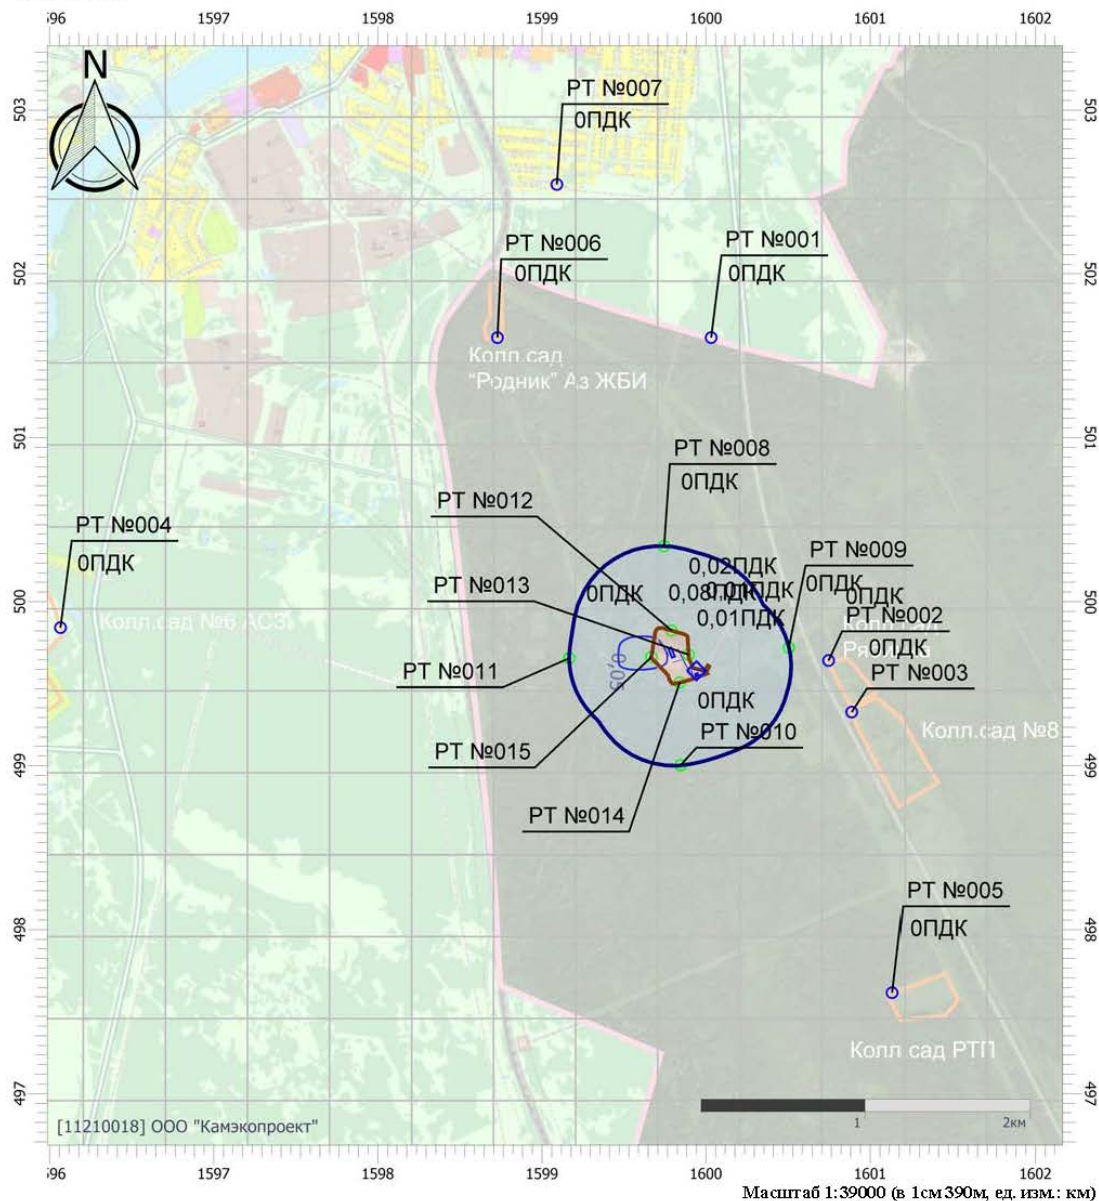 1597 1598 1599 1600 1601 1602
N
503
503
РТ №007
0ПДК
РТ №006
0ПДК
РТ №001
0ПДК
502
502
Колл.сад
"Родник" Аз ЖБИ
501
501
РТ №008
0ПДК
РТ №012
РТ №004
0ПДК
РТ №013
РТ №009
0ПДК
0,02ПДК
0ПДК
0,08ПДК
0,01ПДК
0ПДК
500
500
РТ №002
0ПДК
Колл.сад №6 АСЗ
РТ №011
0,05
РТ №003
0ПДК
Колл.сад №8
РТ №015
РТ №010
499
499
РТ №014
РТ №005
0ПДК
498
498
Колл сад РТП
497
497
[11210018] ООО "Камэкопроект"
1 2км
1597 1598 1599 1600 1601 1602
Масштаб 1:39000 (в 1см 390м, ед. изм.: км)